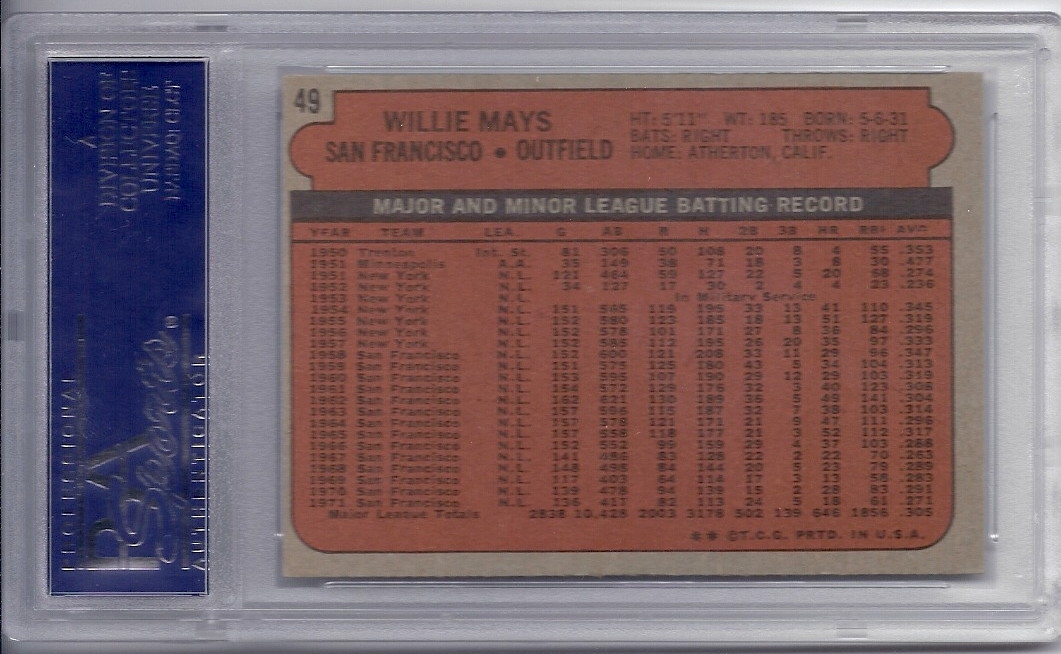 49
WILLIE MAYS
SAN FRANCISCO • OUTFIELD
HT: 5'11" WT: 185 BORN: 5-6-31
BATS: RIGHT THROWS: RIGHT
HOME: ATHERTON, CALIF.
MAJOR AND MINOR LEAGUE BATTING RECORD
YEAR TEAM LEA. G AB R H 2B 3B HR RBI AVG.
1950 Trenton Int. St. 81 306 50 108 20 8 4 55 .353
1951 Minneapolis A.A. 35 149 38 71 18 3 8 30 .477
1951 New York N.L. 121 464 59 127 22 5 20 68 .274
1952 New York N.L. 34 127 17 30 2 4 4 23 .236
1953 New York N.L. In Military Service
1954 New York N.L. 151 565 119 195 33 13 41 110 .345
1955 New York N.L. 152 580 123 185 18 13 51 127 .319
1956 New York N.L. 152 578 101 171 27 8 36 84 .296
1957 New York N.L. 152 585 112 195 26 20 35 97 .333
1958 San Francisco N.L. 152 600 121 208 33 11 29 96 .347
1959 San Francisco N.L. 151 575 125 180 43 5 34 104 .313
1960 San Francisco N.L. 153 595 107 190 29 12 29 103 .319
1961 San Francisco N.L. 154 572 129 176 32 3 40 123 .308
1962 San Francisco N.L. 162 621 130 189 36 5 49 141 .304
1963 San Francisco N.L. 157 596 115 187 32 7 38 103 .314
1964 San Francisco N.L. 157 578 121 171 21 9 47 111 .296
1965 San Francisco N.L. 157 558 118 177 21 3 52 112 .317
1966 San Francisco N.L. 152 552 99 159 29 4 37 103 .288
1967 San Francisco N.L. 141 486 83 128 22 2 22 70 .263
1968 San Francisco N.L. 148 498 84 144 20 5 23 79 .289
1969 San Francisco N.L. 117 403 64 114 17 3 13 58 .283
1970 San Francisco N.L. 139 478 94 139 15 2 28 83 .291
1971 San Francisco N.L. 136 417 82 113 24 5 18 61 .271
Major League Totals 2838 10,428 2003 3178 502 139 646 1856 .305
** ©T.C.G. PRTD. IN U.S.A.
PROFESSIONAL
PSA
Sports®
AUTHENTICATOR
A
DIVISION OF
COLLECTORS
UNIVERSE
NASDAQ: CLCT